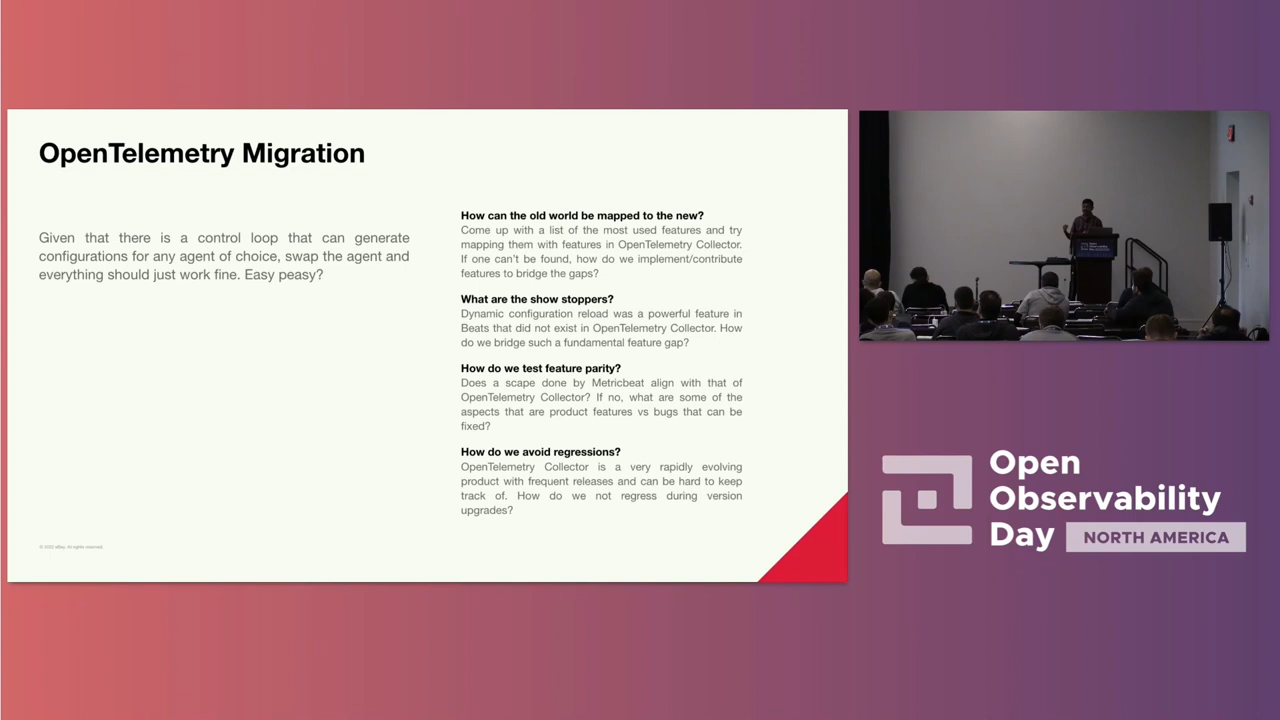 OpenTelemetry Migration
Given that there is a control loop that can generate
configurations for any agent of choice, swap the agent and
everything should just work fine. Easy peasy?
How can the old world be mapped to the new?
Come up with a list of the most used features and try
mapping them with features in OpenTelemetry Collector.
If one can't be found, how do we implement/contribute
features to bridge the gaps?
What are the show stoppers?
Dynamic configuration reload was a powerful feature in
Beats that did not exist in OpenTelemetry Collector. How
do we bridge such a fundamental feature gap?
How do we test feature parity?
Does a scape done by Metricbeat align with that of
OpenTelemetry Collector? If no, what are some of the
aspects that are product features vs bugs that can be
fixed?
How do we avoid regressions?
OpenTelemetry Collector is a very rapidly evolving
product with frequent releases and can be hard to keep
track of. How do we not regress during version
upgrades?
All rights reserved.
Open
Observability
Day NORTH AMERICA